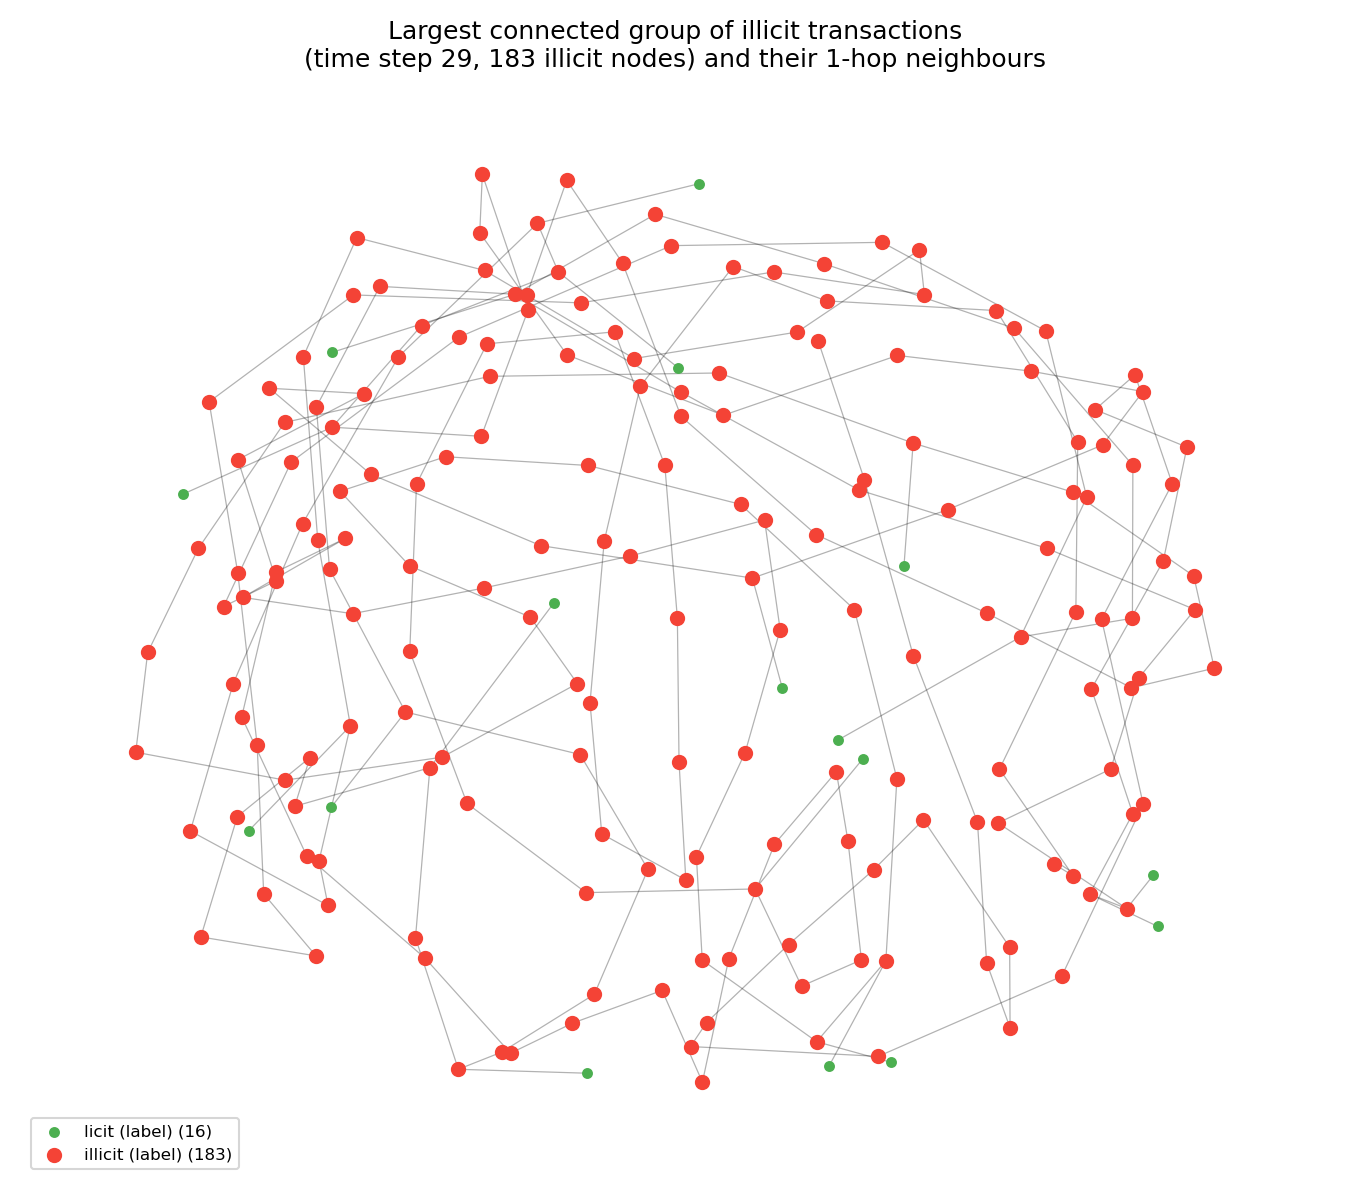 Largest connected group of illicit transactions
(time step 29, 183 illicit nodes) and their 1-hop neighbours
licit (label) (16)
illicit (label) (183)